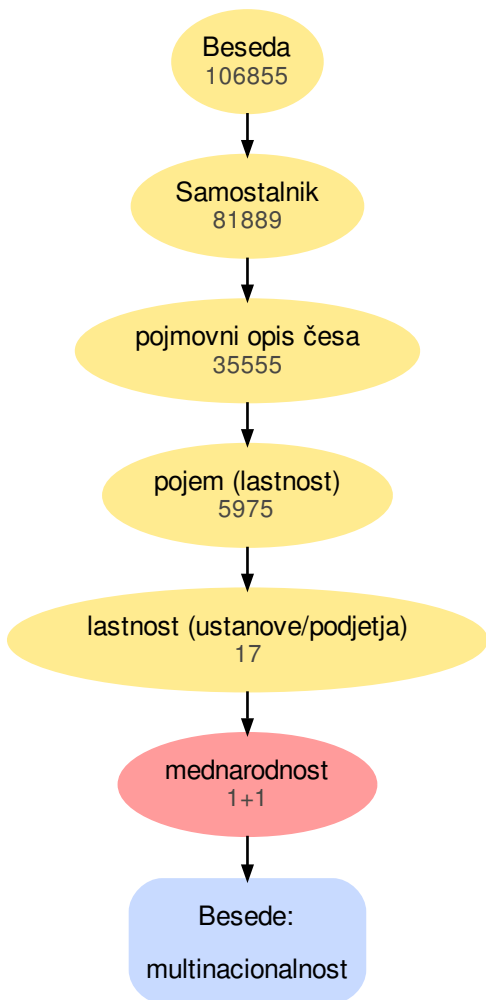 Beseda
106855
Samostalnik
81889
pojmovni opis česa
35555
pojem (lastnost)
5975
lastnost (ustanove/podjetja)
17
mednarodnost
1+1
Besede:
multinacionalnost